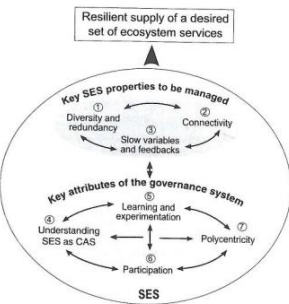 Resilient supply of a desired
set of ecosystem services
Key SES properties to be managed
①
Diversity and
redundancy
②
Connectivity
③
Slow variables
and feedbacks
Key attributes of the governance system
⑤
Learning and
experimentation
④
Understanding
SES as CAS
⑦
Polycentricity
⑥
Participation
SES